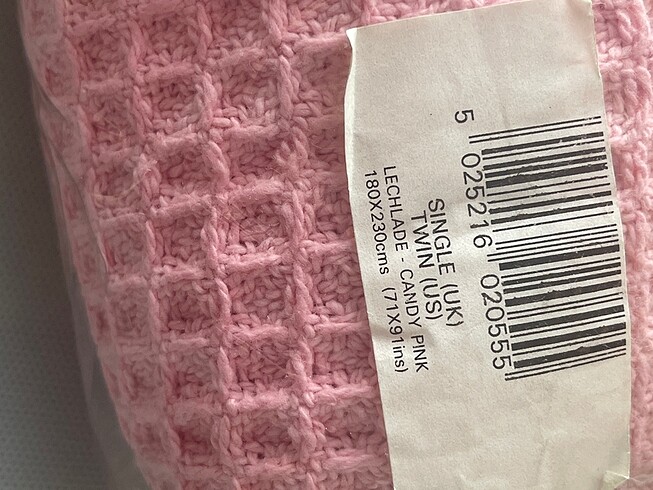 5 025216 020555
SINGLE (UK)
TWIN (US)
LECHLADE - CANDY PINK
180X230cms (71X91ins)